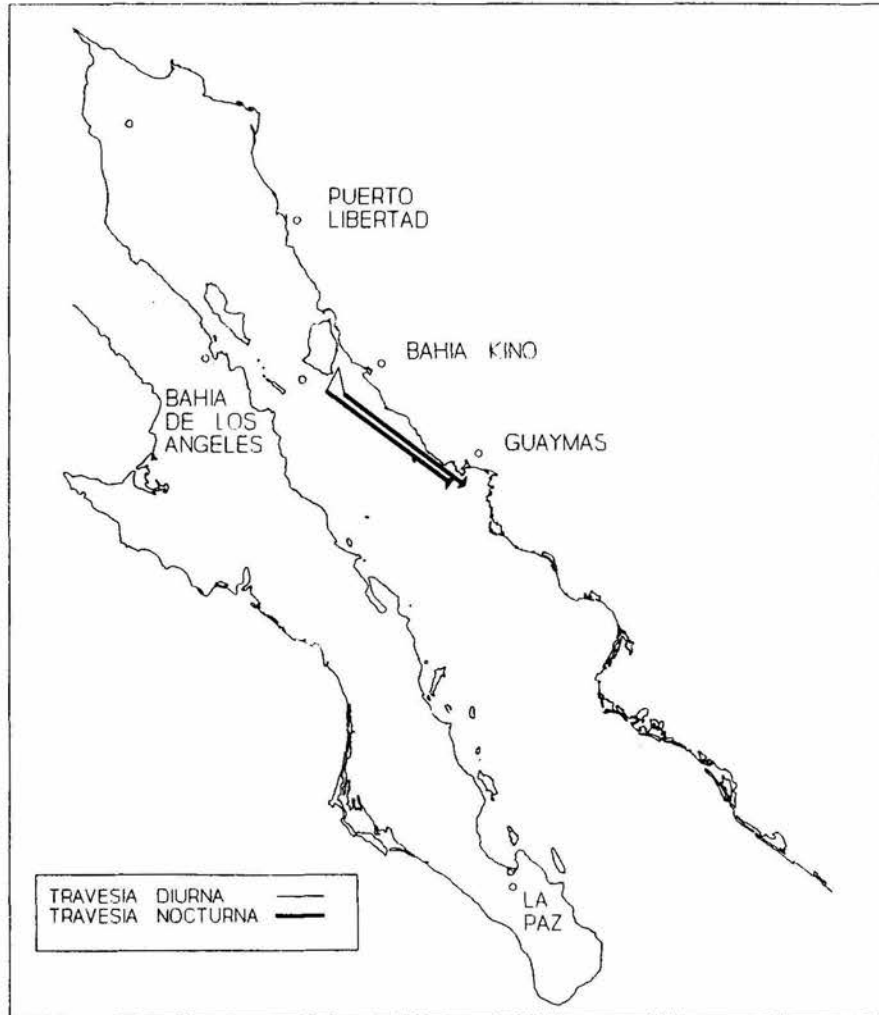 PUERTO
LIBERTAD
BAHIA KINO
BAHIA
DE LOS
ANGELES
GUAYMAS
LA
PAZ
TRAVESIA DIURNA
TRAVESIA NOCTURNA